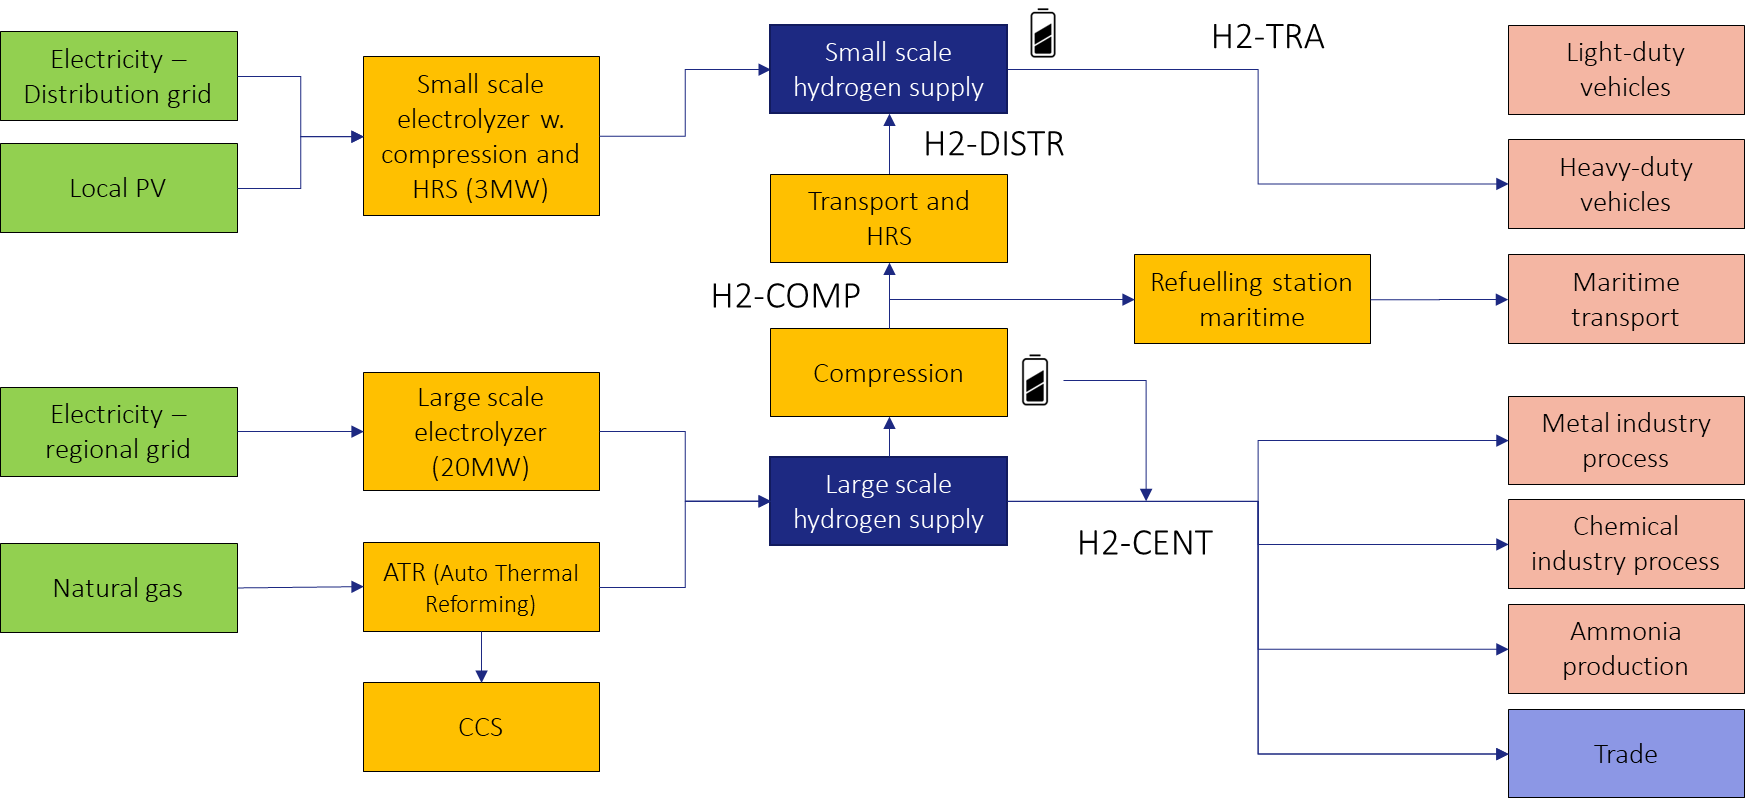 Electricity –
Distribution grid
Local PV
Small scale
electrolyzer w.
compression and
HRS (3MW)
Small scale
hydrogen supply
H2-TRA
Light-duty
vehicles
H2-DISTR
Heavy-duty
vehicles
Transport and
HRS
H2-COMP
Refuelling station
maritime
Maritime
transport
Compression
Electricity –
regional grid
Large scale
electrolyzer
(20MW)
Large scale
hydrogen supply
H2-CENT
Metal industry
process
Chemical
industry process
Natural gas
ATR (Auto Thermal
Reforming)
Ammonia
production
CCS
Trade